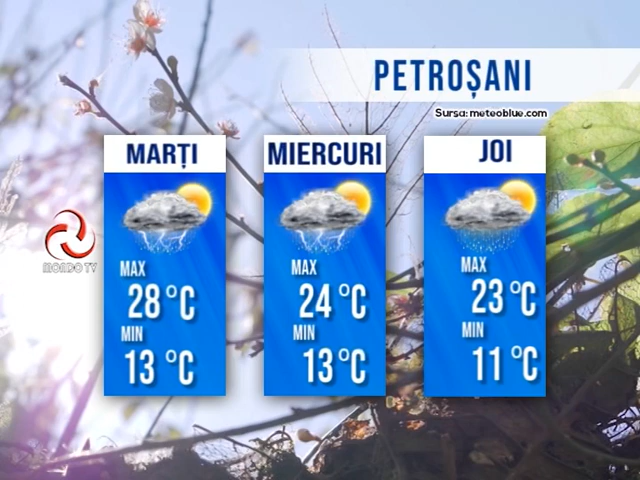 PETROȘANI
Sursa: meteoblue.com
MARȚI
MAX
28 °C
MIN
13 °C
MIERCURI
MAX
24 °C
MIN
13 °C
JOI
MAX
23 °C
MIN
11 °C
MONDO TV